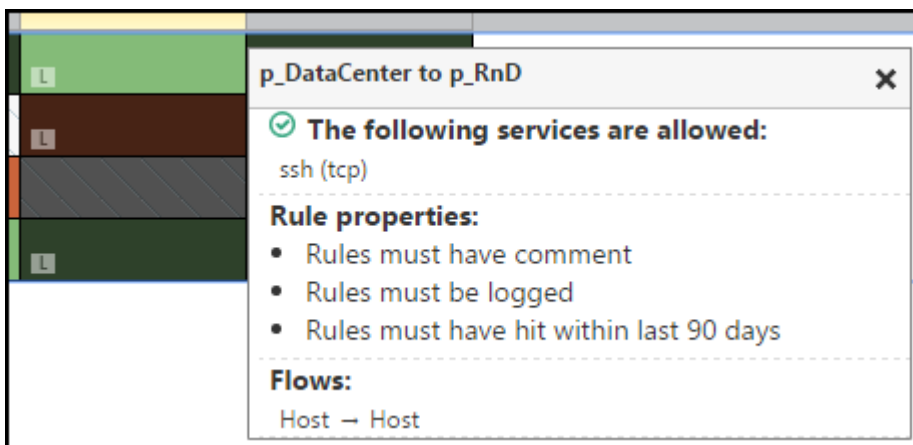 L
p_DataCenter to p_RnD
L
The following services are allowed:
ssh (tcp)
Rule properties:
• Rules must have comment
L
• Rules must be logged
• Rules must have hit within last 90 days
Flows:
Host → Host